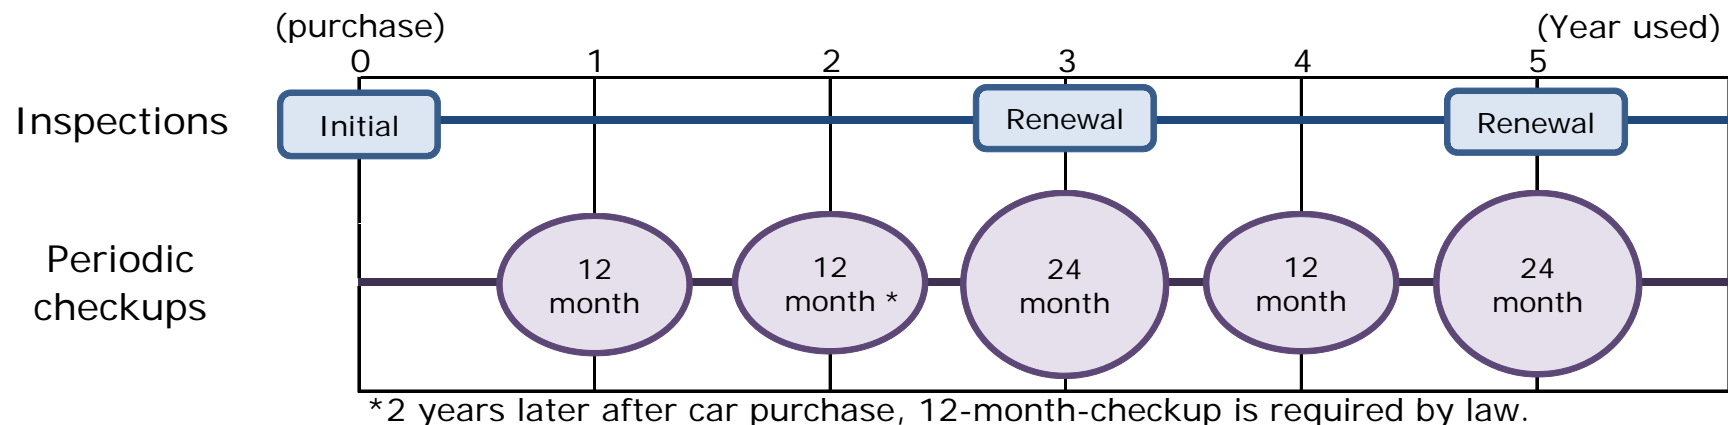 (purchase)
(Year used)
0 1 2 3 4 5
Inspections
Initial
Renewal
Renewal
Periodic
checkups
12
month
12
month *
24
month
12
month
24
month
*2 years later after car purchase, 12-month-checkup is required by law.